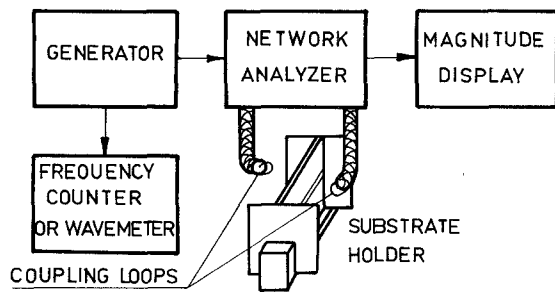 GENERATOR
NETWORK
ANALYZER
MAGNITUDE
DISPLAY
FREQUENCY
COUNTER
OR WAVEMETER
SUBSTRATE
HOLDER
COUPLING LOOPS